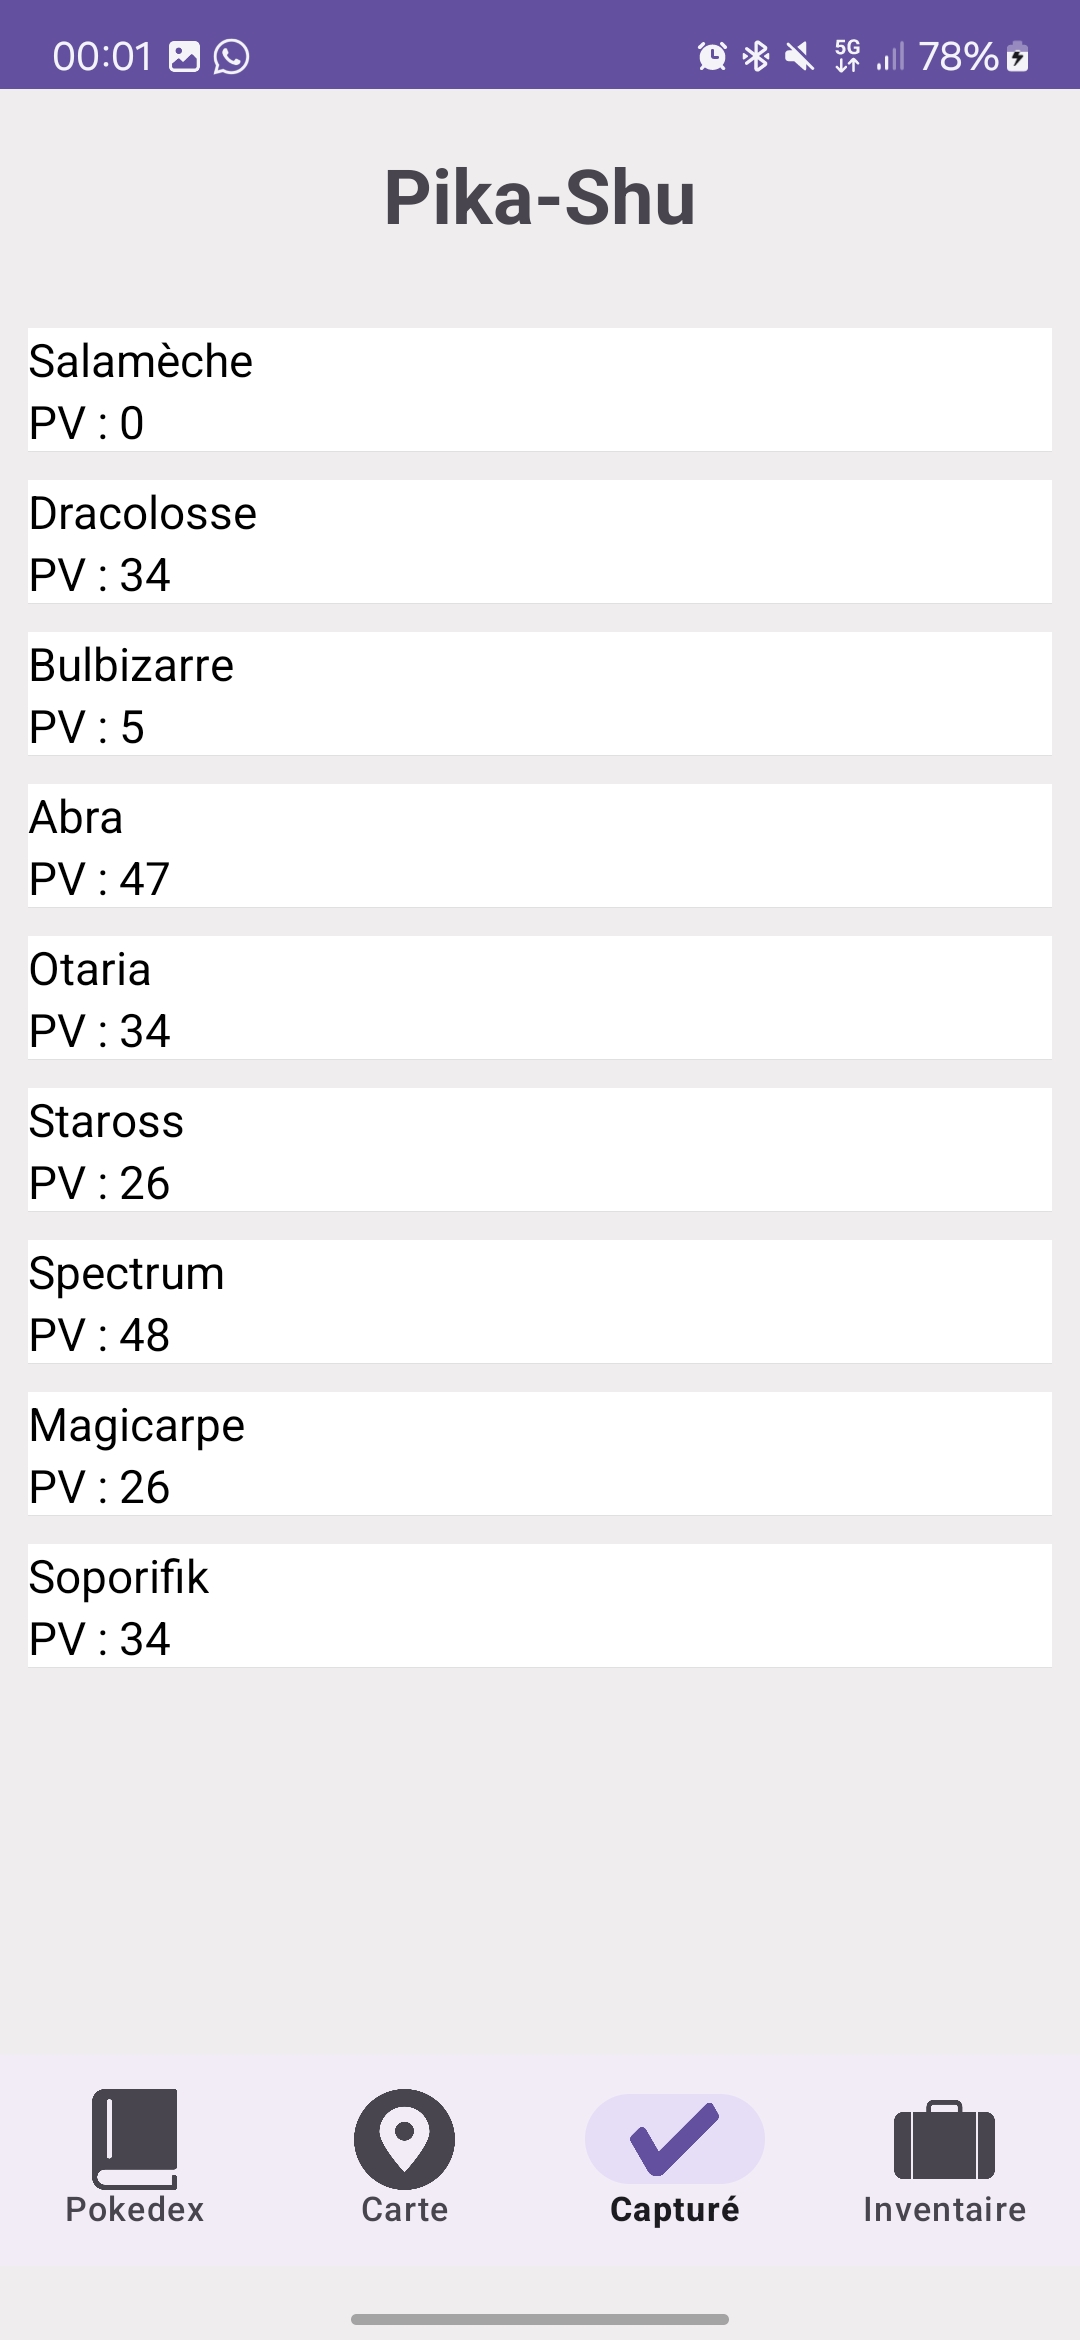 00:01 5G 78%
Pika-Shu
Salamèche
PV : 0
Dracolosse
PV : 34
Bulbizarre
PV : 5
Abra
PV : 47
Otaria
PV : 34
Staross
PV : 26
Spectrum
PV : 48
Magicarpe
PV : 26
Soporifik
PV : 34
Pokedex Carte Capturé Inventaire